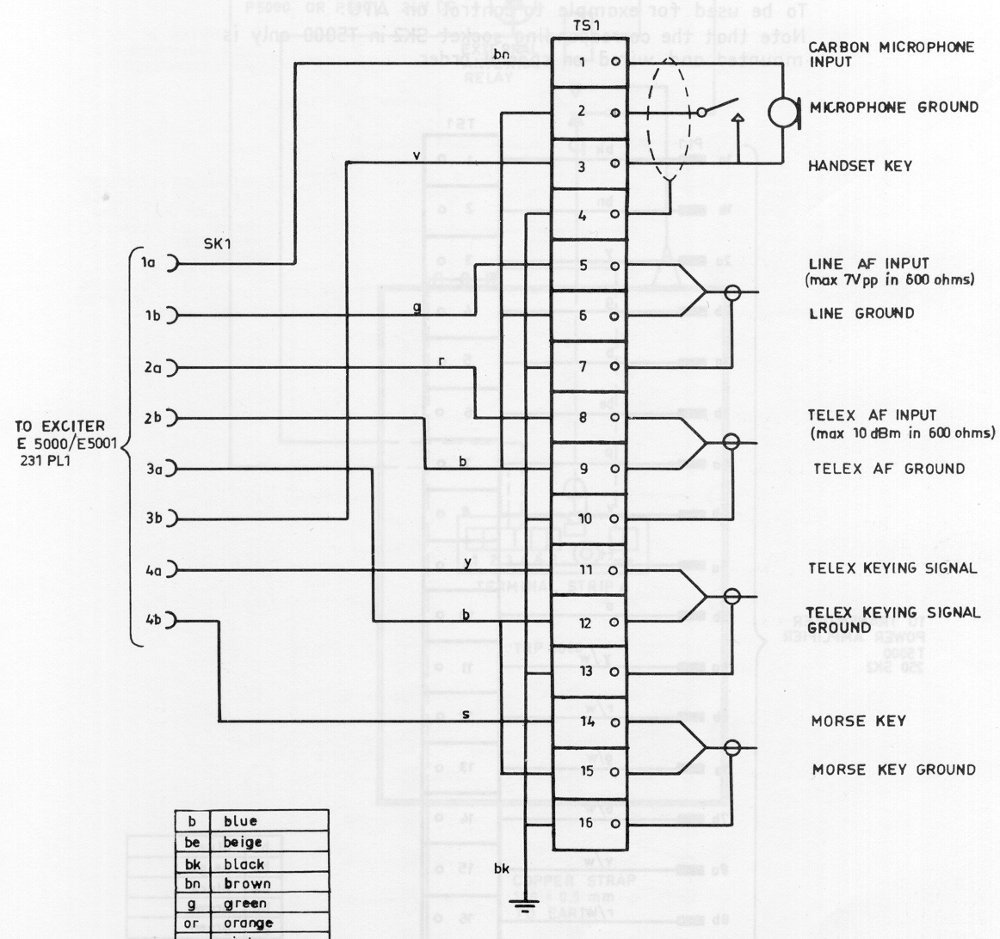 TS1
CARBON MICROPHONE
INPUT
bn
1
2
MICROPHONE GROUND
v
3
HANDSET KEY
4
SK1
1a
5
LINE AF INPUT
(max 7Vpp in 600 ohms)
1b
g
6
LINE GROUND
2a
r
7
2b
8
TELEX AF INPUT
(max 10 dBm in 600 ohms)
TO EXCITER
E 5000/E5001
231 PL1
3a
b
9
TELEX AF GROUND
3b
10
4a
y
11
TELEX KEYING SIGNAL
4b
b
12
TELEX KEYING SIGNAL
GROUND
13
s
14
MORSE KEY
15
MORSE KEY GROUND
16
bk
b blue
be beige
bk black
bn brown
g green
or orange